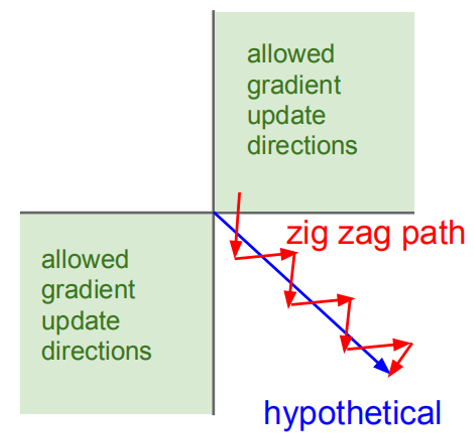 allowed
gradient
update
directions
zig zag path
allowed
gradient
update
directions
hypothetical